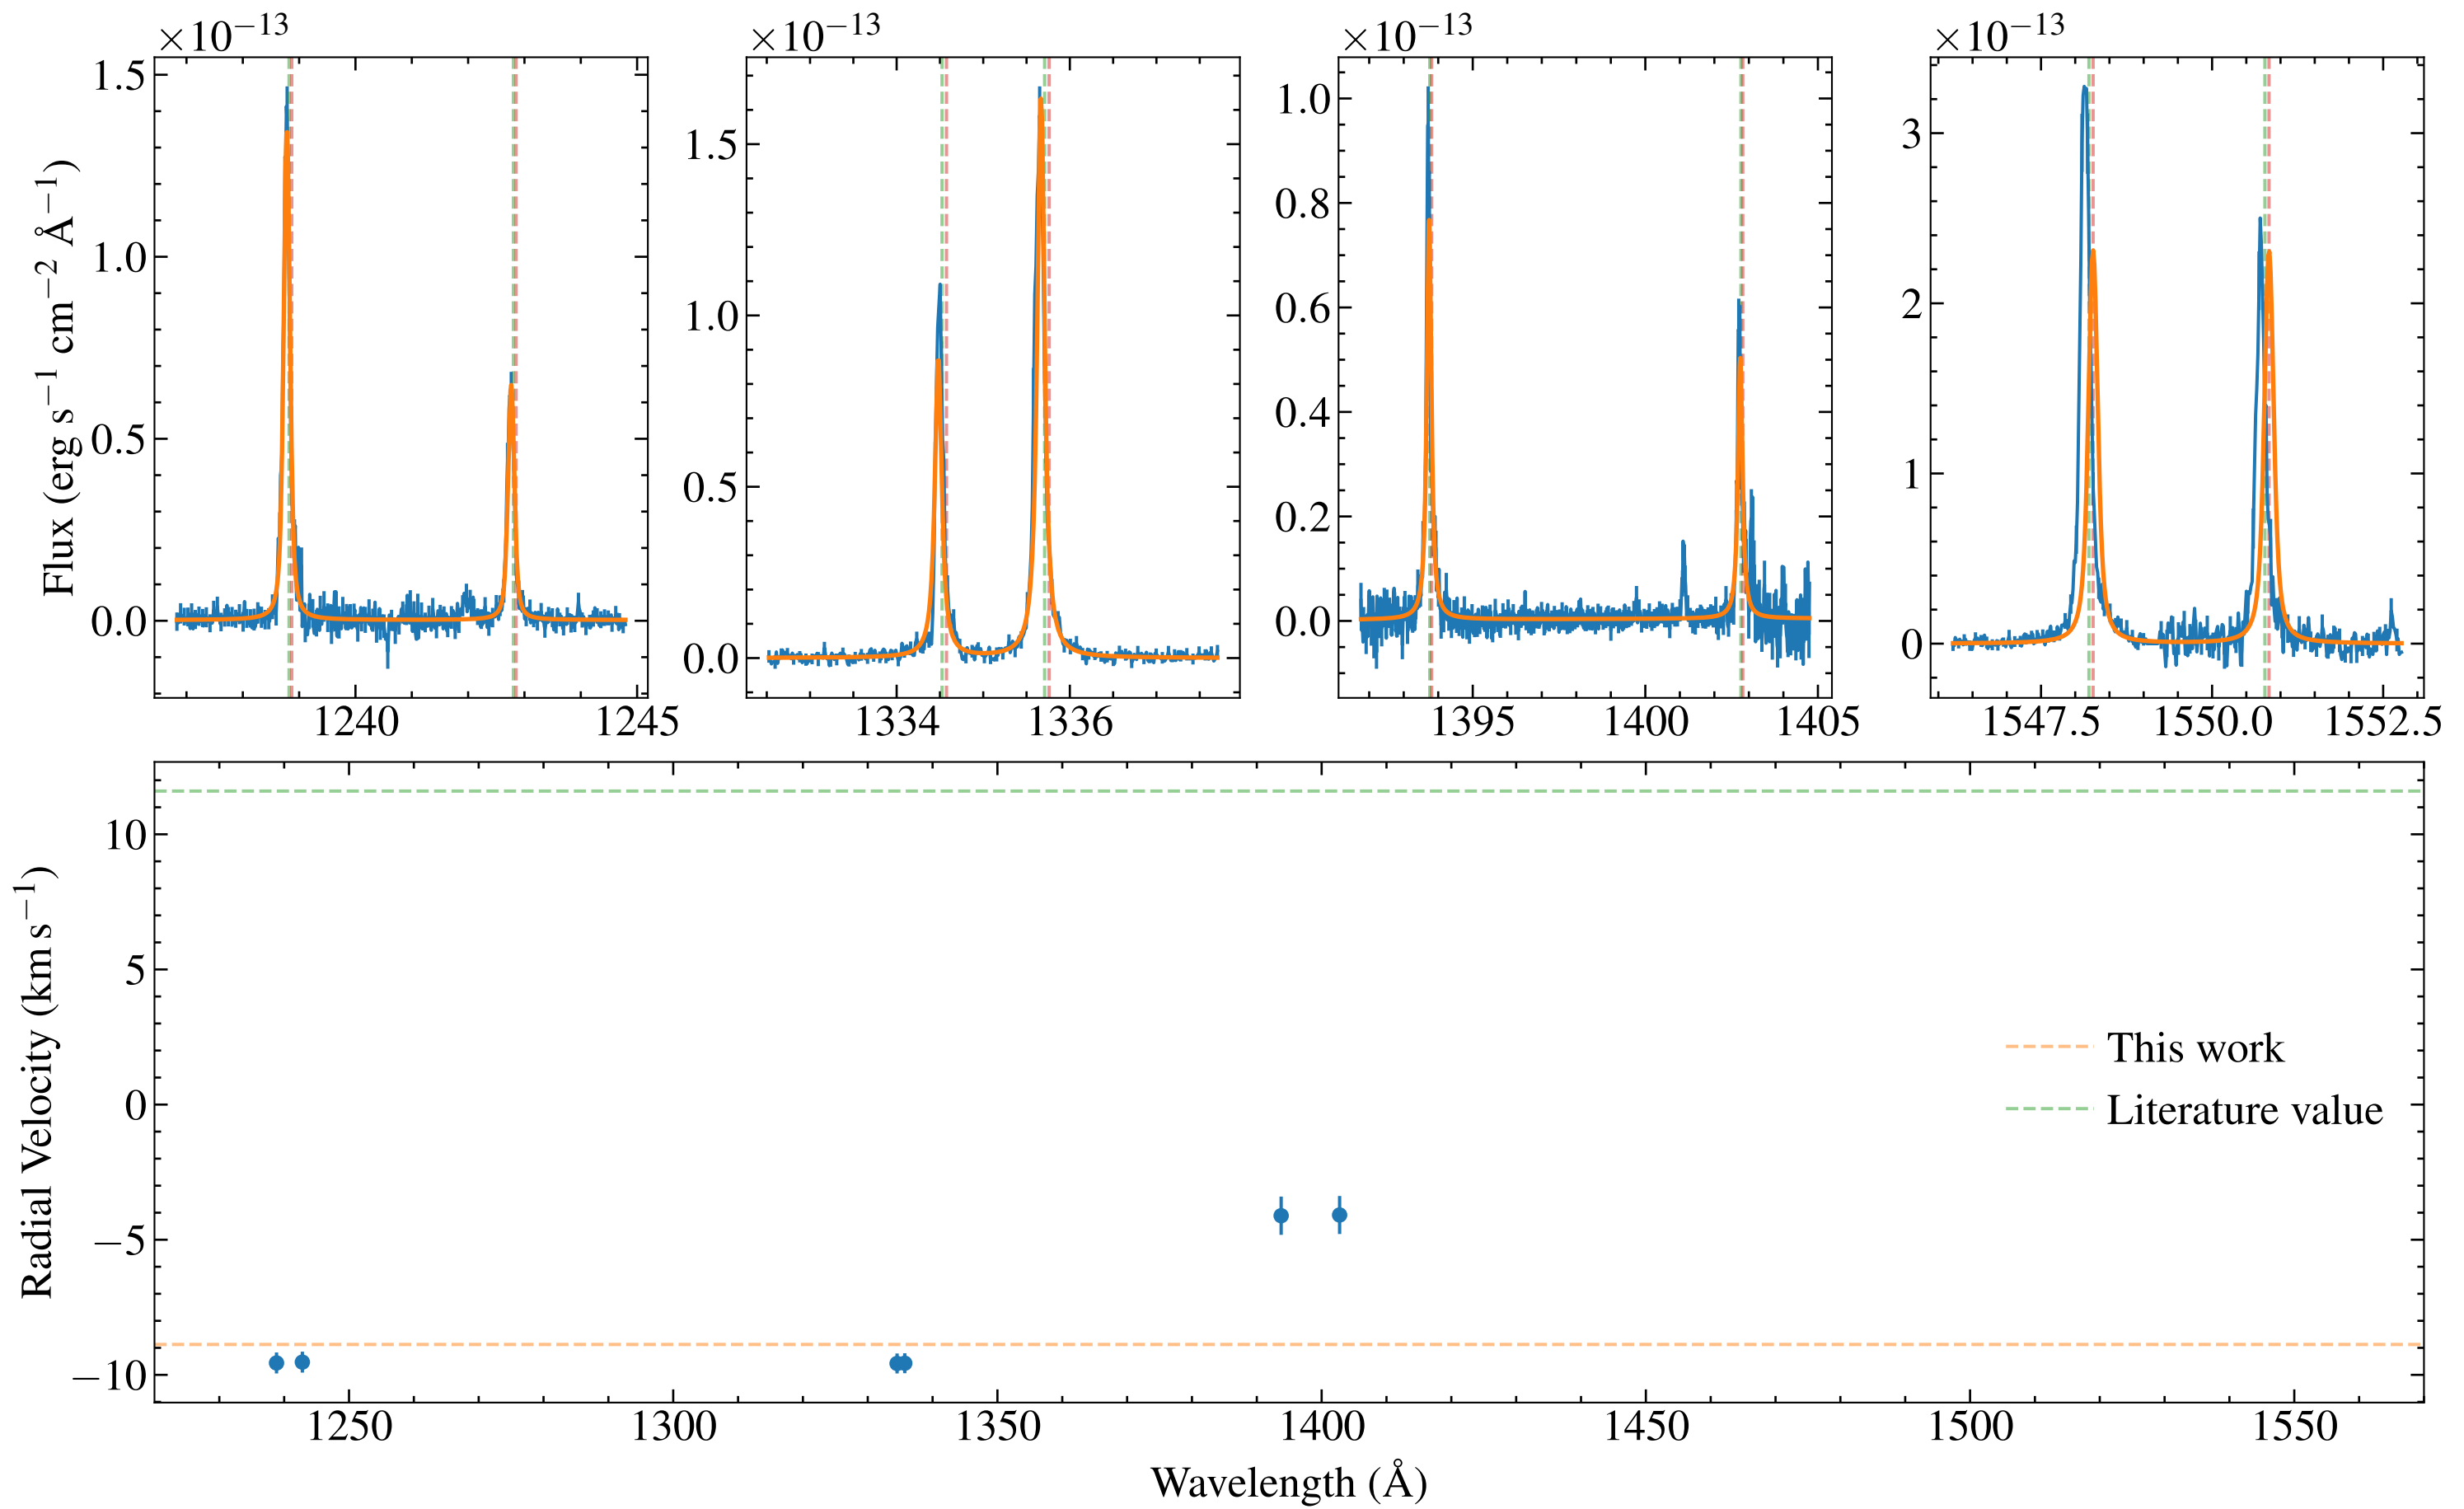 ×10−13 ×10−13 ×10−13 ×10−13
Flux (erg s−1 cm−2 Å−1)
1.5
1.0
0.5
0.0
1240 1245
1.5
1.0
0.5
0.0
1334 1336
1.0
0.8
0.6
0.4
0.2
0.0
1395 1400 1405
3
2
1
0
1547.5 1550.0 1552.5
Radial Velocity (km s−1)
10
5
0
−5
−10
This work
Literature value
1250 1300 1350 1400 1450 1500 1550
Wavelength (Å)